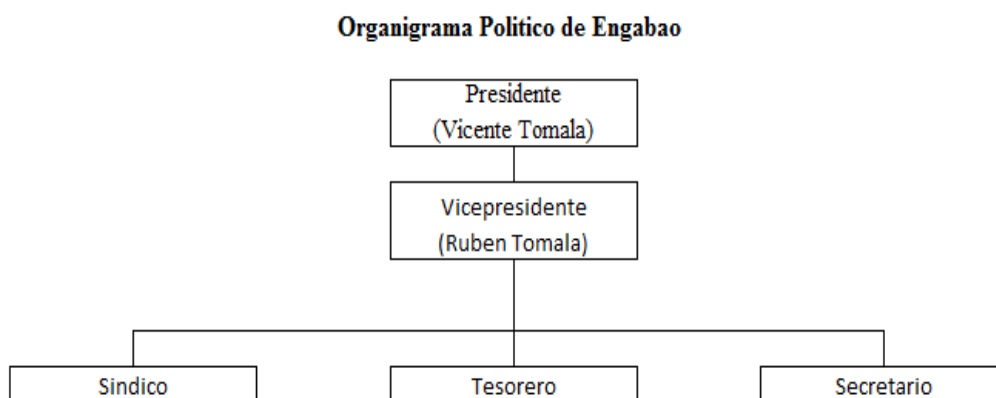 Organigrama Politico de Engabao
Presidente
(Vicente Tomala)
Vicepresidente
(Ruben Tomala)
Sindico
Tesorero
Secretario